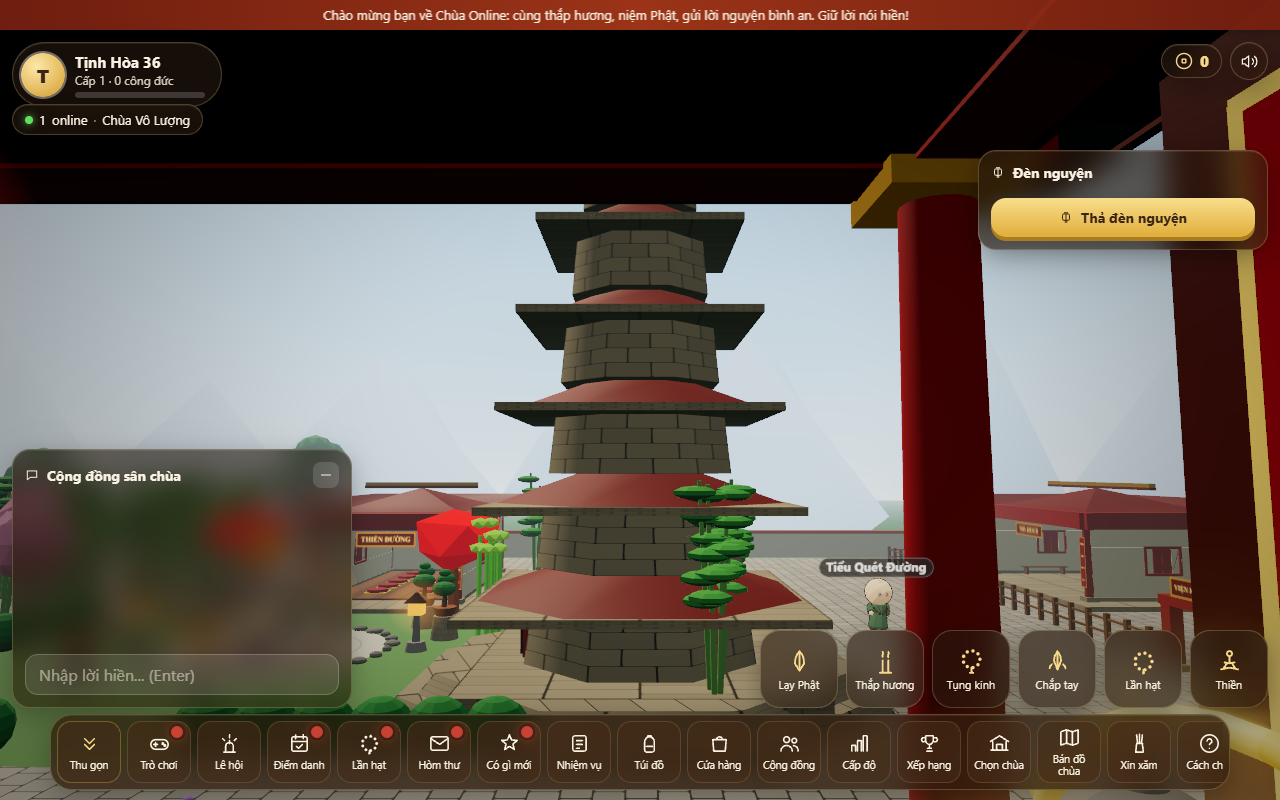 Chào mừng bạn về Chùa Online: cùng thắp hương, niệm Phật, gửi lời nguyện bình an. Giữ lời nói hiền!
T
Tịnh Hòa 36
Cấp 1 · 0 công đức
0
1 online · Chùa Vô Lượng
Đèn nguyện
Thả đèn nguyện
Cộng đồng sân chùa
THIỀN ĐƯỜNG
Tiểu Quét Đường
Nhập lời hiền... (Enter)
Lạy Phật
Thắp hương
Tụng kinh
Chắp tay
Lần hạt
Thiền
Thu gọn
Trò chơi
Lễ hội
Điểm danh
Lần hạt
Hòm thư
Có gì mới
Nhiệm vụ
Túi đồ
Cửa hàng
Cộng đồng
Cấp độ
Xếp hạng
Chọn chùa
Bản đồ
chùa
Xin xăm
Cách ch